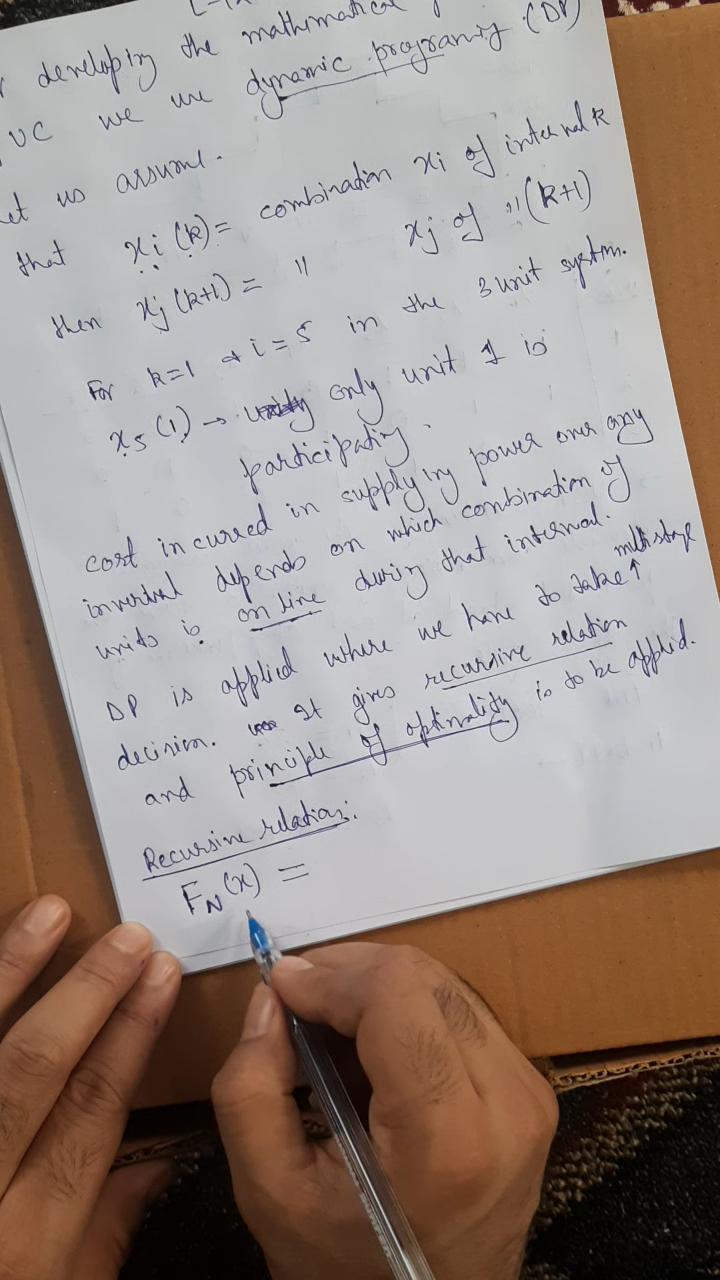 developing the mathematical
UC we use dynamic programig (DP)
let us assume.
that xi (k) = combination xi of interval k
then xj (k+1) = " xj of " (k+1)
For k=1 & i=5 in the 3 unit system.
x5 (1) → only unit 1 is
participating.
cost incurred in supplying power over any
inverval depends on which combination of
units is on line during that interval.
DP is applied where we have to take ↑ multistage
decision. It gives recursive relation
and principle of optimality is to be applied.
Recursive relation:
FN(x) =